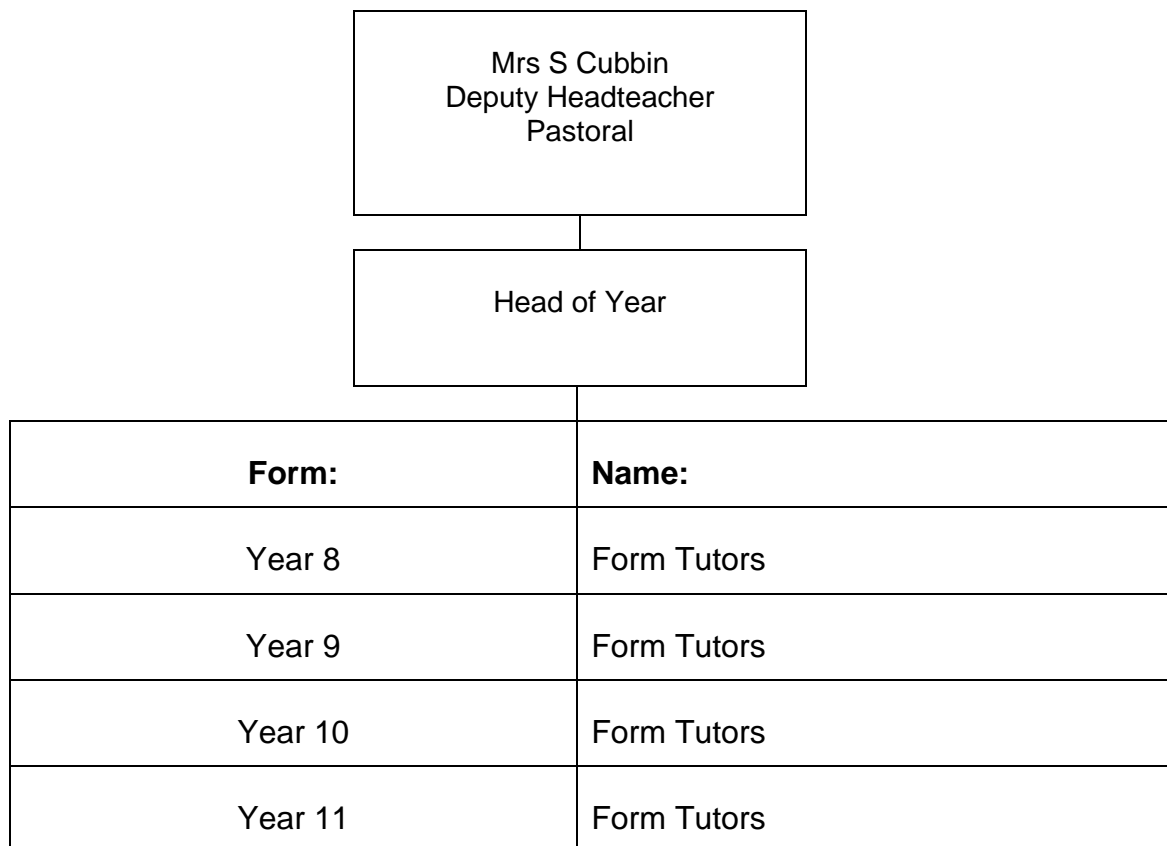 Mrs S Cubbin
Deputy Headteacher
Pastoral
Head of Year
Form: Name:
Year 8 Form Tutors
Year 9 Form Tutors
Year 10 Form Tutors
Year 11 Form Tutors